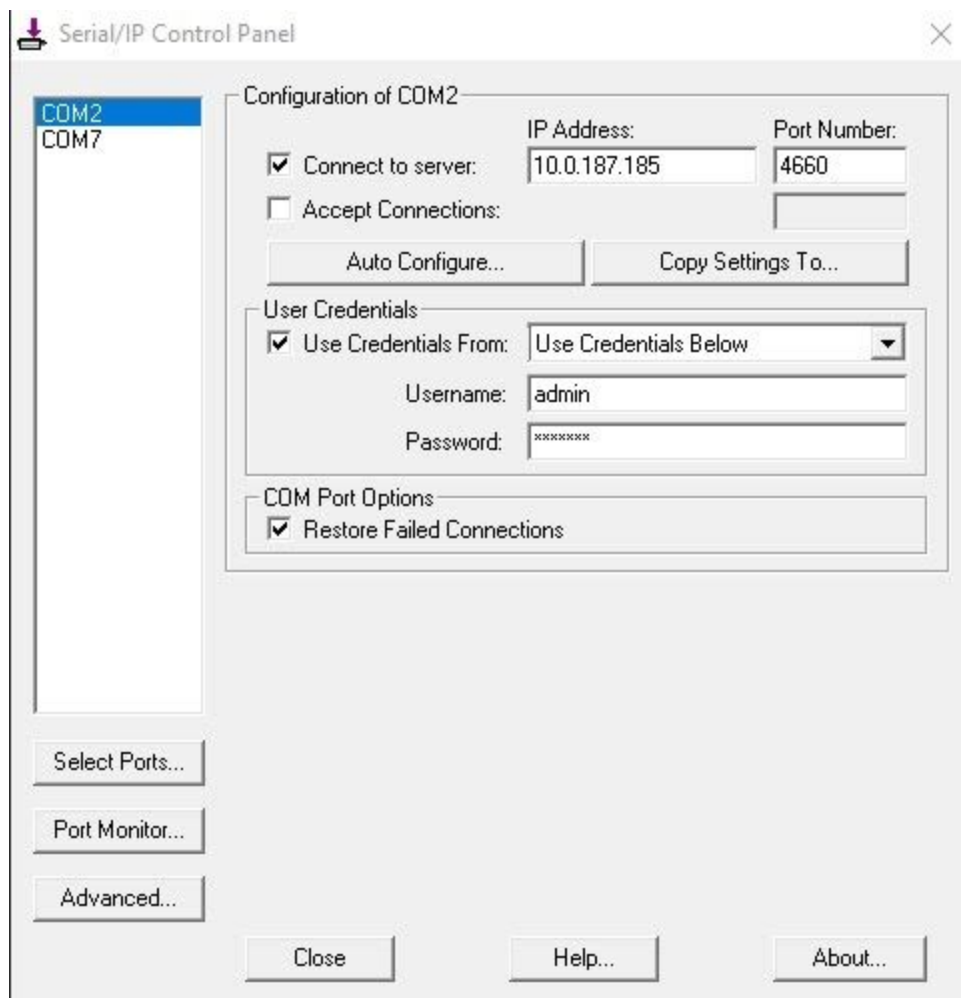 Serial/IP Control Panel
COM2
COM7
Configuration of COM2
IP Address: Port Number:
Connect to server: 10.0.187.185 4660
Accept Connections:
Auto Configure... Copy Settings To...
User Credentials
Use Credentials From: Use Credentials Below
Username: admin
Password: *******
COM Port Options
Restore Failed Connections
Select Ports...
Port Monitor...
Advanced...
Close Help... About...